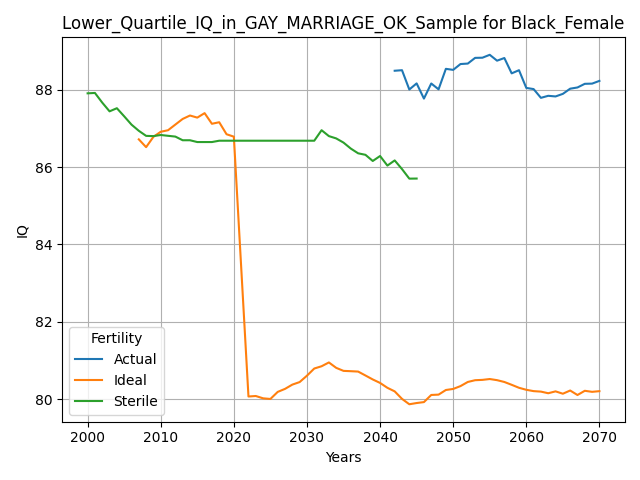 Lower_Quartile_IQ_in_GAY_MARRIAGE_OK_Sample for Black_Female
88
86
84
82
80
IQ
Fertility
Actual
Ideal
Sterile
2000 2010 2020 2030 2040 2050 2060 2070
Years